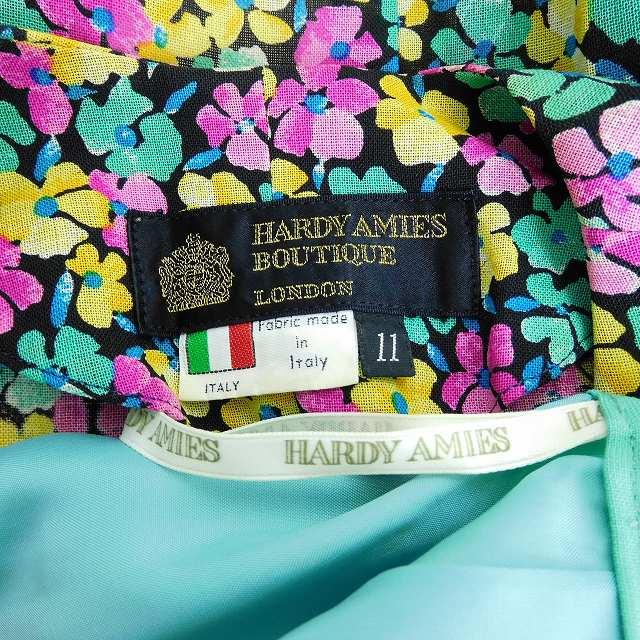 HARDY AMIES
BOUTIQUE
LONDON
Fabric made
in
Italy
ITALY
11
HARDY AMIES
HARDY AMIES